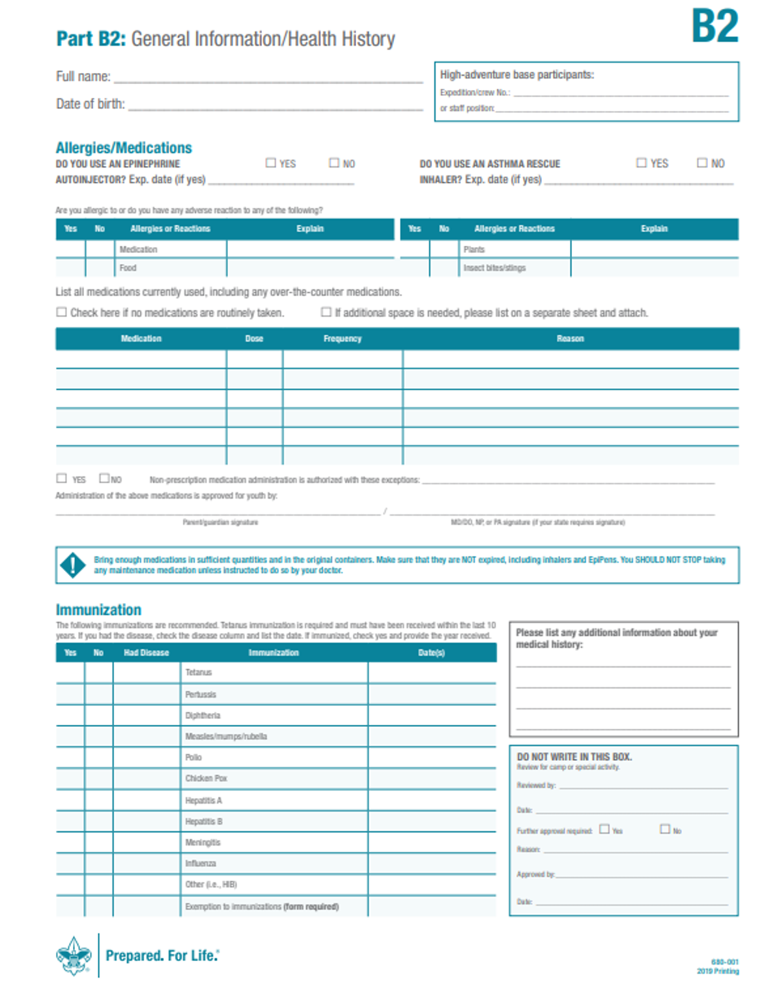 B2
Part B2: General Information/Health History
Full name:
Date of birth:
High-adventure base participants:
Expedition/crew No.:
or staff position:
Allergies/Medications
DO YOU USE AN EPINEPHRINE ☐ YES ☐ NO
AUTOINJECTOR? Exp. date (if yes)
DO YOU USE AN ASTHMA RESCUE ☐ YES ☐ NO
INHALER? Exp. date (if yes)
Are you allergic to or do you have any adverse reaction to any of the following?
Yes No Allergies or Reactions Explain Yes No Allergies or Reactions Explain
Medication Plants
Food Insect bites/stings
List all medications currently used, including any over-the-counter medications.
☐ Check here if no medications are routinely taken. ☐ If additional space is needed, please list on a separate sheet and attach.
Medication Dose Frequency Reason
☐ YES ☐ NO Non-prescription medication administration is authorized with these exceptions:
Administration of the above medications is approved for youth by:
/
Parent/guardian signature MD/DO, NP, or PA signature (if your state requires signature)
! Bring enough medications in sufficient quantities and in the original containers. Make sure that they are NOT expired, including inhalers and EpiPens. You SHOULD NOT STOP taking
any maintenance medication unless instructed to do so by your doctor.
Immunization
The following immunizations are recommended. Tetanus immunization is required and must have been received within the last 10
years. If you had the disease, check the disease column and list the date. If immunized, check yes and provide the year received.
Yes No Had Disease Immunization Date(s)
Tetanus
Pertussis
Diphtheria
Measles/mumps/rubella
Polio
Chicken Pox
Hepatitis A
Hepatitis B
Meningitis
Influenza
Other (i.e., HIB)
Exemption to immunizations (form required)
Please list any additional information about your
medical history:
DO NOT WRITE IN THIS BOX.
Review for camp or special activity.
Reviewed by:
Date:
Further approval required: ☐ Yes ☐ No
Reason:
Approved by:
Date:
Prepared. For Life.®
680-001
2019 Printing